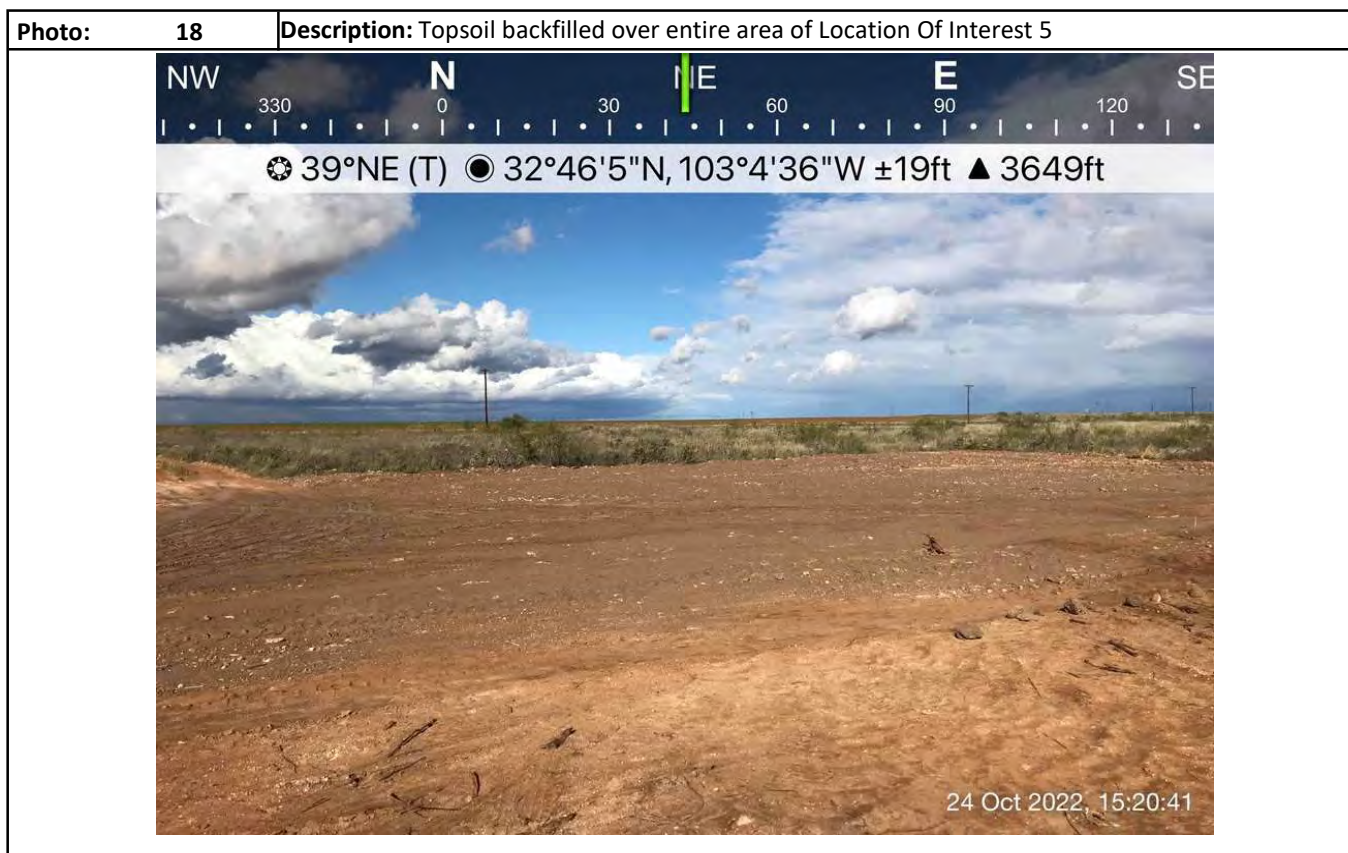 Photo: 18 Description: Topsoil backfilled over entire area of Location Of Interest 5
NW N NE E SE
330 0 30 60 90 120
39°NE (T) 32°46'5"N, 103°4'36"W ±19ft ▲ 3649ft
24 Oct 2022, 15:20:41